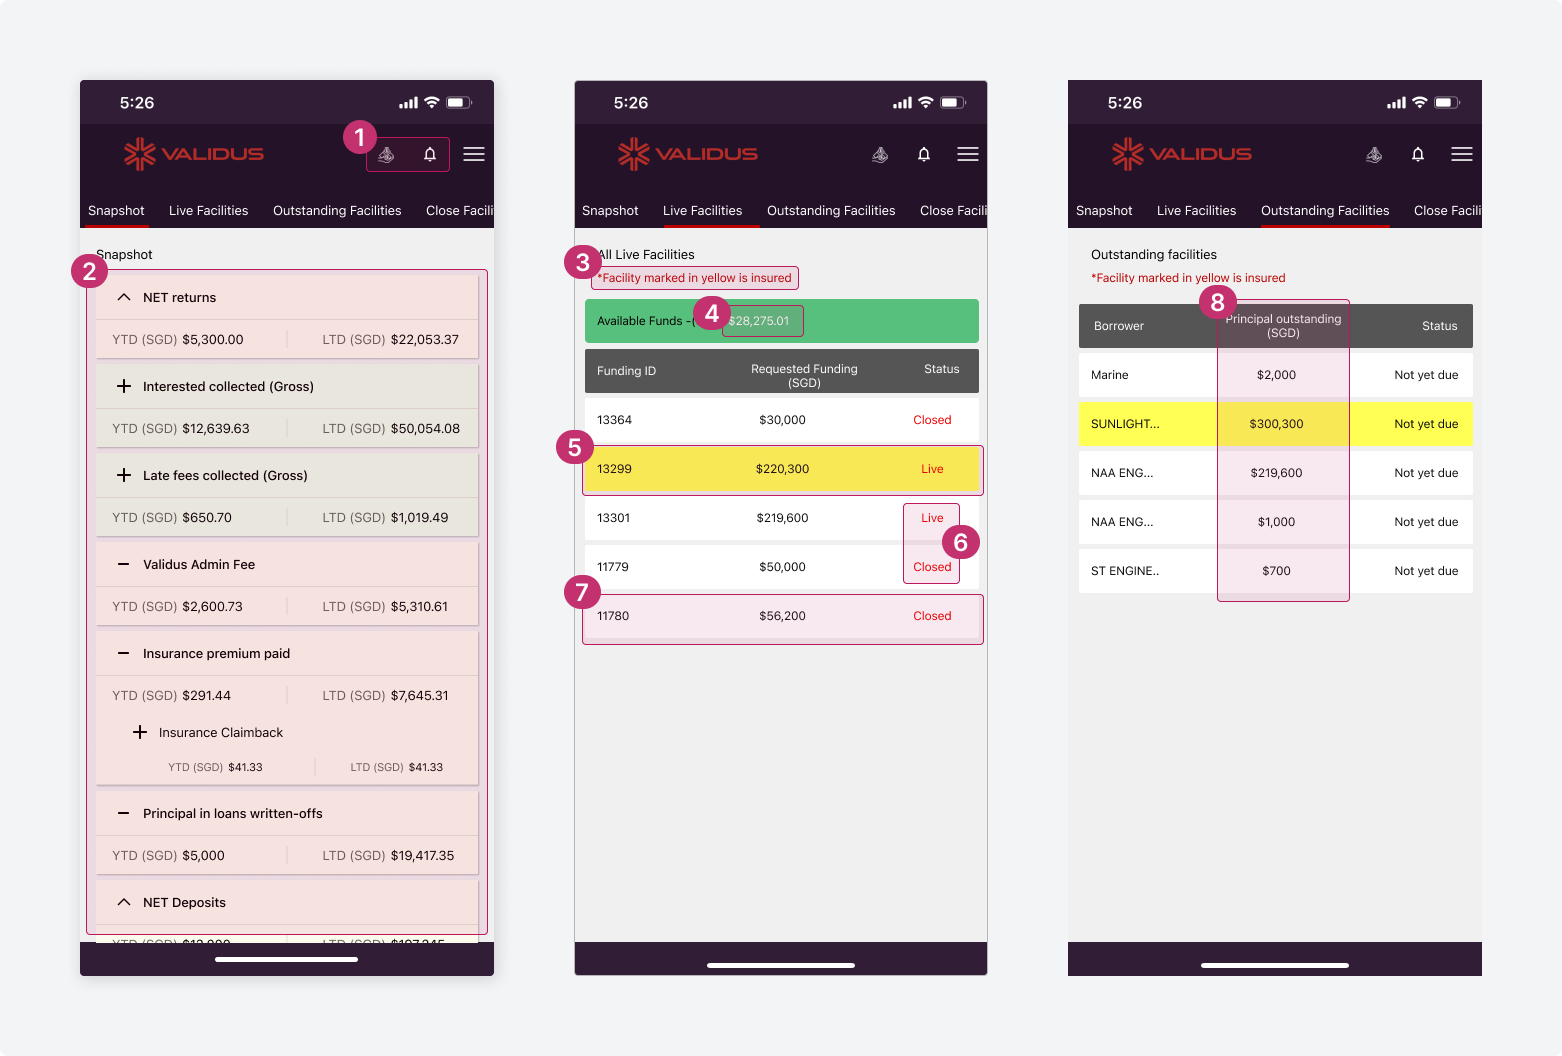 5:26
1
VALIDUS
Snapshot Live Facilities Outstanding Facilities Close Facili
Snapshot
2
NET returns
YTD (SGD) $5,300.00 LTD (SGD) $22,053.37
Interested collected (Gross)
YTD (SGD) $12,639.63 LTD (SGD) $50,054.08
Late fees collected (Gross)
YTD (SGD) $650.70 LTD (SGD) $1,019.49
Validus Admin Fee
YTD (SGD) $2,600.73 LTD (SGD) $5,310.61
Insurance premium paid
YTD (SGD) $291.44 LTD (SGD) $7,645.31
Insurance Claimback
YTD (SGD) $41.33 LTD (SGD) $41.33
Principal in loans written-offs
YTD (SGD) $5,000 LTD (SGD) $19,417.35
NET Deposits
YTD (SGD) LTD (SGD)
5:26
VALIDUS
Snapshot Live Facilities Outstanding Facilities Close Facili
All Live Facilities
3
*Facility marked in yellow is insured
4
Available Funds -( $28,275.01
Funding ID Requested Funding (SGD) Status
13364 $30,000 Closed
5
13299 $220,300 Live
13301 $219,600 Live
6
11779 $50,000 Closed
7
11780 $56,200 Closed
5:26
VALIDUS
Snapshot Live Facilities Outstanding Facilities Close Facili
Outstanding facilities
*Facility marked in yellow is insured
8
Borrower Principal outstanding (SGD) Status
Marine $2,000 Not yet due
SUNLIGHT... $300,300 Not yet due
NAA ENG... $219,600 Not yet due
NAA ENG... $1,000 Not yet due
ST ENGINE.. $700 Not yet due